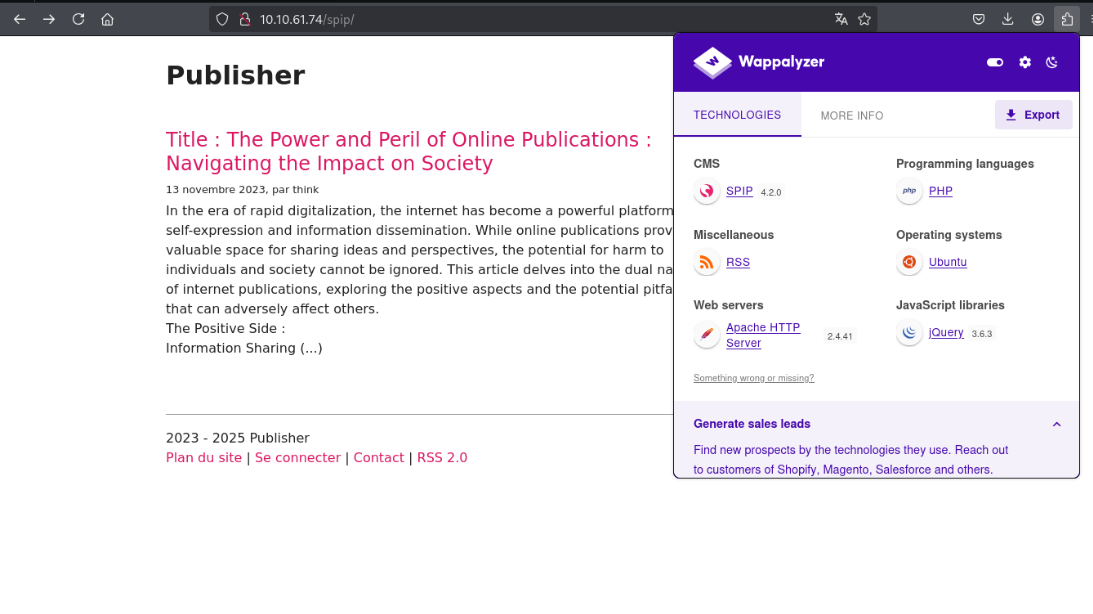 10.10.61.74/spip/
Wappalyzer
TECHNOLOGIES
MORE INFO
Export
CMS
SPIP 4.2.0
Programming languages
php PHP
Miscellaneous
RSS
Operating systems
Ubuntu
Web servers
Apache HTTP
Server 2.4.41
JavaScript libraries
jQuery 3.6.3
Something wrong or missing?
Generate sales leads
Find new prospects by the technologies they use. Reach out
to customers of Shopify, Magento, Salesforce and others.
Publisher
Title : The Power and Peril of Online Publications :
Navigating the Impact on Society
13 novembre 2023, par think
In the era of rapid digitalization, the internet has become a powerful platform
self-expression and information dissemination. While online publications prov
valuable space for sharing ideas and perspectives, the potential for harm to
individuals and society cannot be ignored. This article delves into the dual na
of internet publications, exploring the positive aspects and the potential pitfa
that can adversely affect others.
The Positive Side :
Information Sharing (...)
2023 - 2025 Publisher
Plan du site | Se connecter | Contact | RSS 2.0